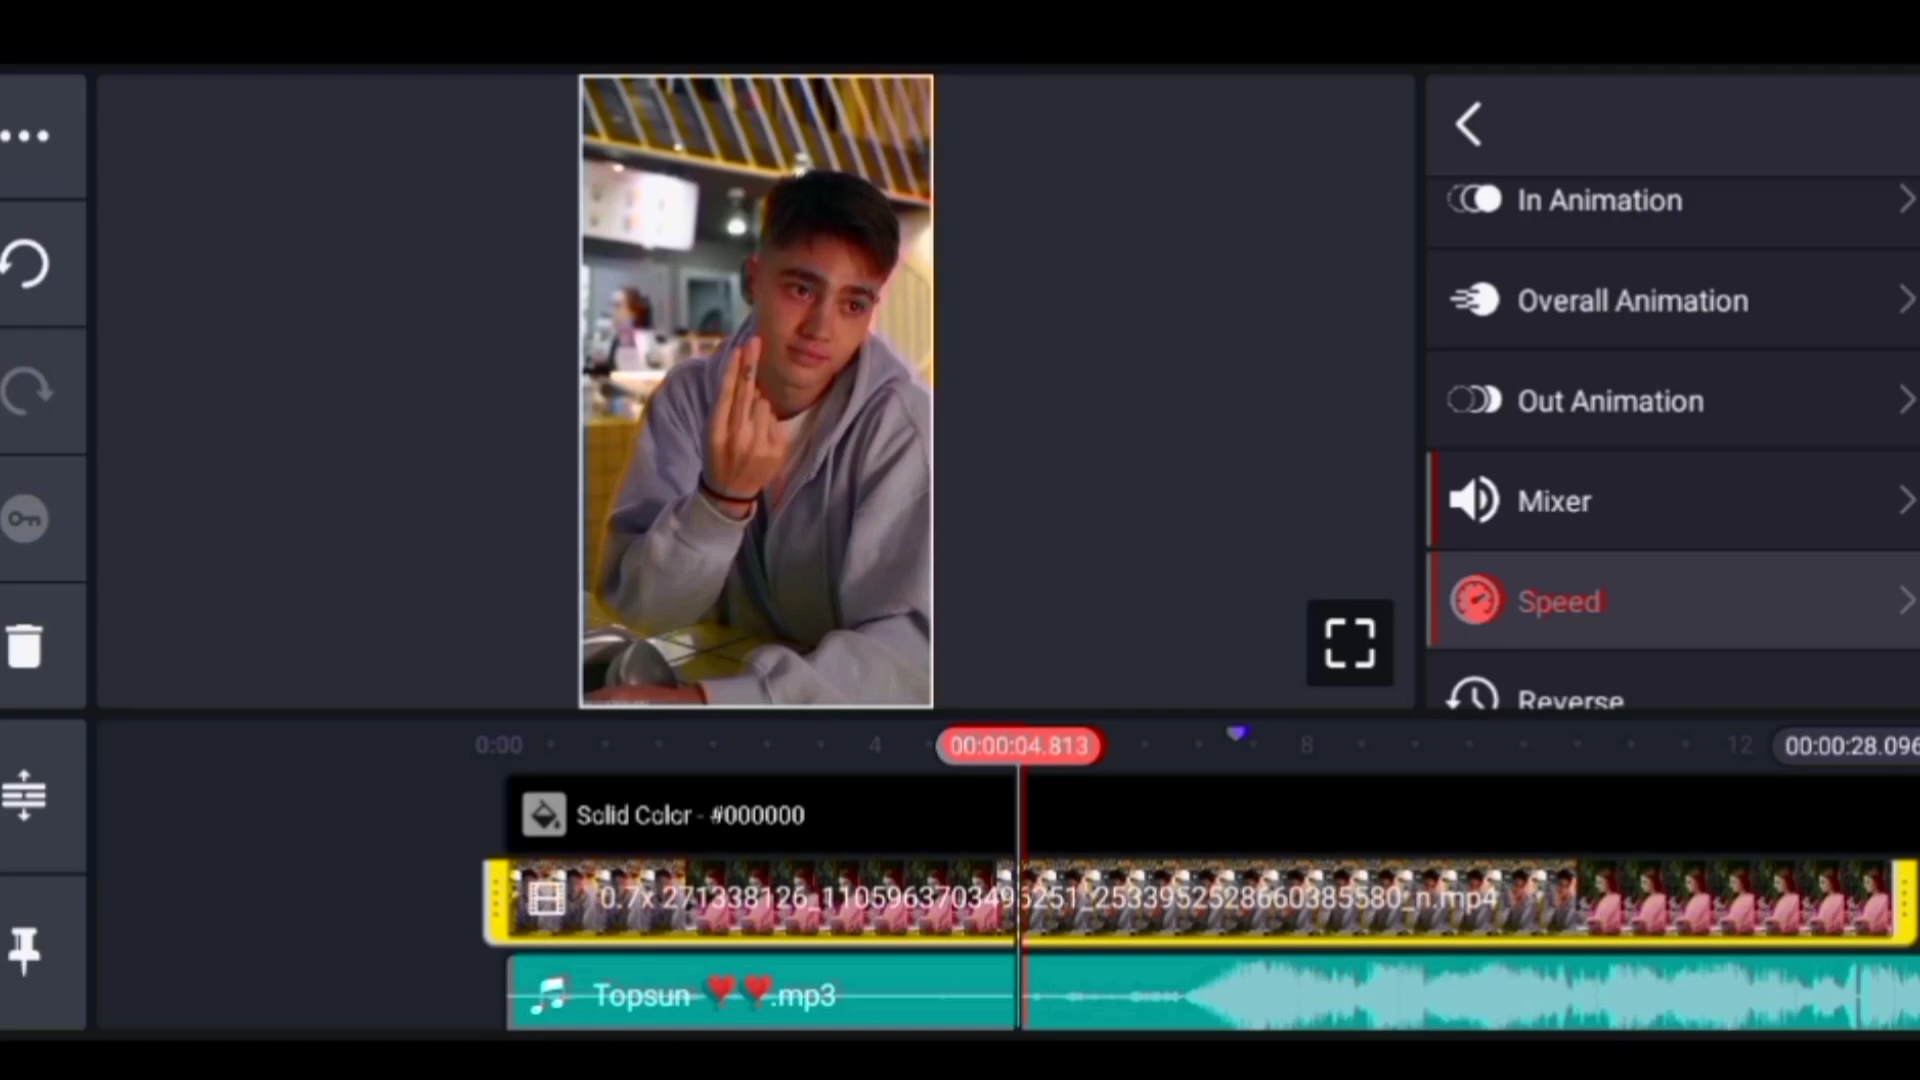 In Animation
Overall Animation
Out Animation
Mixer
Speed
Reverse
0:00
4
00:00:04.813
8
12
00:00:28.096
Solid Color - #000000
0.7x 271338126_1105963703496251_2533952528660385580_n.mp4
Topsun ❤️❤️.mp3